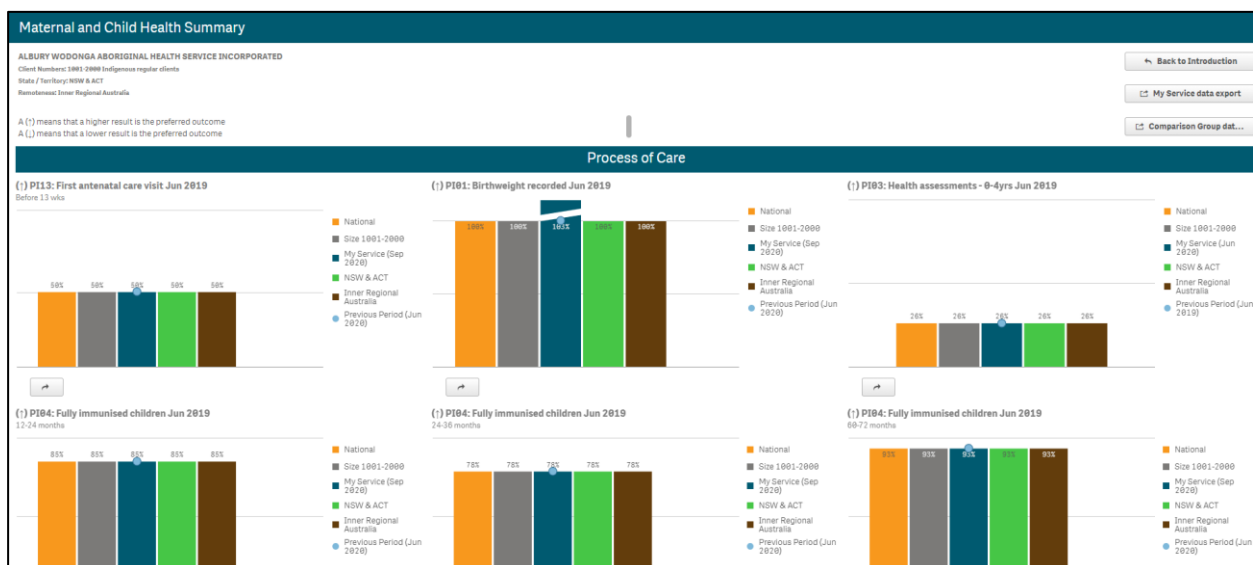 Maternal and Child Health Summary
ALBURY WODONGA ABORIGINAL HEALTH SERVICE INCORPORATED
Client Numbers: 1001-2000 Indigenous regular clients
State / Territory: NSW & ACT
Remoteness: Inner Regional Australia
Back to Introduction
My Service data export
Comparison Group dat...
A (↑) means that a higher result is the preferred outcome
A (↓) means that a lower result is the preferred outcome
Process of Care
(↑) PI13: First antenatal care visit Jun 2019
Before 13 wks
50% 50% 50% 50% 50%
National
Size 1001-2000
My Service (Sep
2020)
NSW & ACT
Inner Regional
Australia
Previous Period (Jun
2020)
(↑) PI01: Birthweight recorded Jun 2019
100% 100% 103% 100% 100%
National
Size 1001-2000
My Service (Sep
2020)
NSW & ACT
Inner Regional
Australia
Previous Period (Jun
2020)
(↑) PI03: Health assessments - 0-4yrs Jun 2019
26% 26% 26% 26% 26%
National
Size 1001-2000
My Service (Jun
2020)
NSW & ACT
Inner Regional
Australia
Previous Period (Jun
2019)
(↑) PI04: Fully immunised children Jun 2019
12-24 months
85% 85% 85% 85% 85%
National
Size 1001-2000
My Service (Sep
2020)
NSW & ACT
Inner Regional
Australia
Previous Period (Jun
2020)
(↑) PI04: Fully immunised children Jun 2019
24-36 months
78% 78% 78% 78% 78%
National
Size 1001-2000
My Service (Sep
2020)
NSW & ACT
Inner Regional
Australia
Previous Period (Jun
2020)
(↑) PI04: Fully immunised children Jun 2019
60-72 months
93% 93% 93% 93% 93%
National
Size 1001-2000
My Service (Sep
2020)
NSW & ACT
Inner Regional
Australia
Previous Period (Jun
2020)